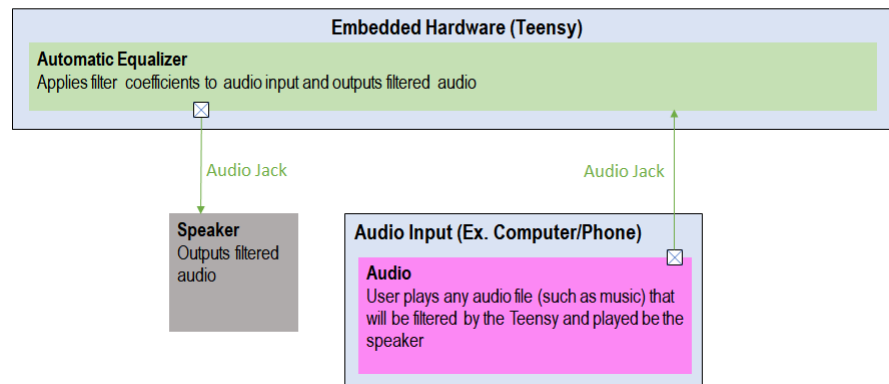 Embedded Hardware (Teensy)
Automatic Equalizer
Applies filter coefficients to audio input and outputs filtered audio
Audio Jack
Audio Jack
Speaker
Outputs filtered
audio
Audio Input (Ex. Computer/Phone)
Audio
User plays any audio file (such as music) that
will be filtered by the Teensy and played be the
speaker